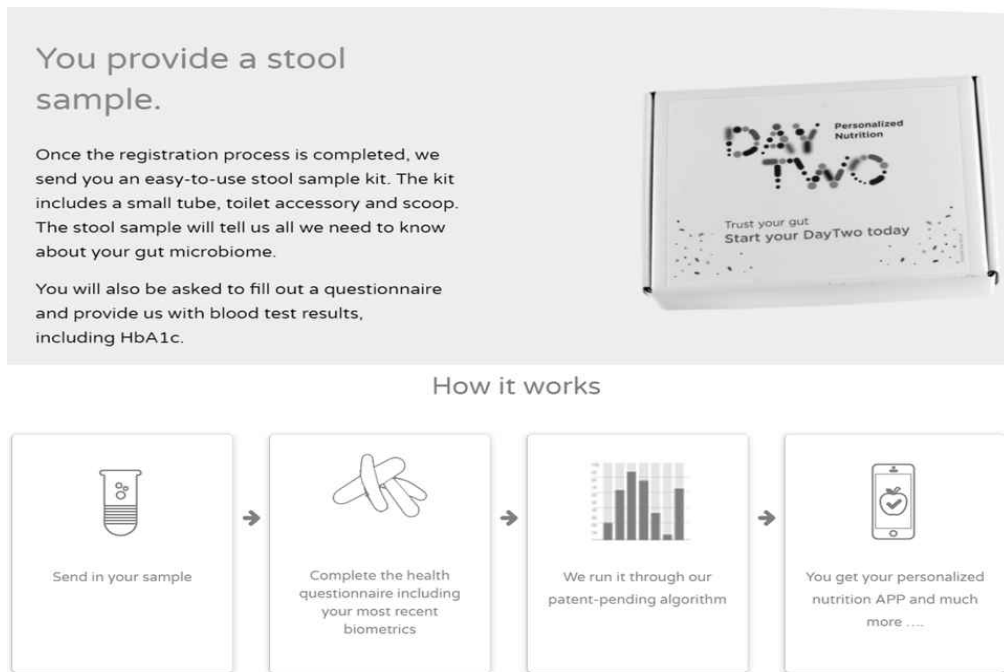 You provide a stool
sample.
Once the registration process is completed, we
send you an easy-to-use stool sample kit. The kit
includes a small tube, toilet accessory and scoop.
The stool sample will tell us all we need to know
about your gut microbiome.
You will also be asked to fill out a questionnaire
and provide us with blood test results,
including HbA1c.
DAY
TWO
Personalized
Nutrition
Trust your gut
Start your DayTwo today
How it works
Send in your sample
Complete the health
questionnaire including
your most recent
biometrics
We run it through our
patent-pending algorithm
You get your personalized
nutrition APP and much
more ....